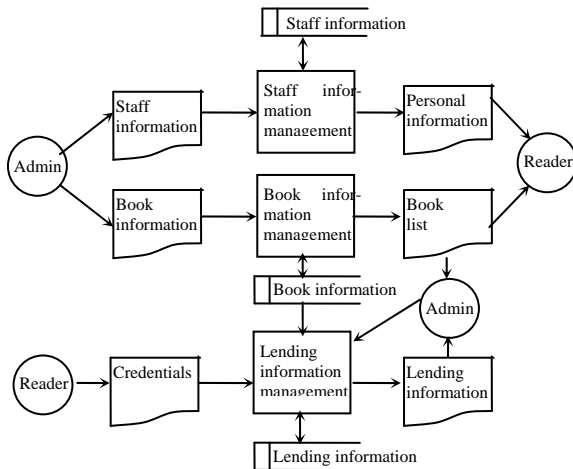 Staff information
Staff
information
Staff infor-
mation
management
Personal
information
Admin
Reader
Book
information
Book infor-
mation
management
Book
list
Book information
Admin
Reader
Credentials
Lending
information
management
Lending
information
Lending information